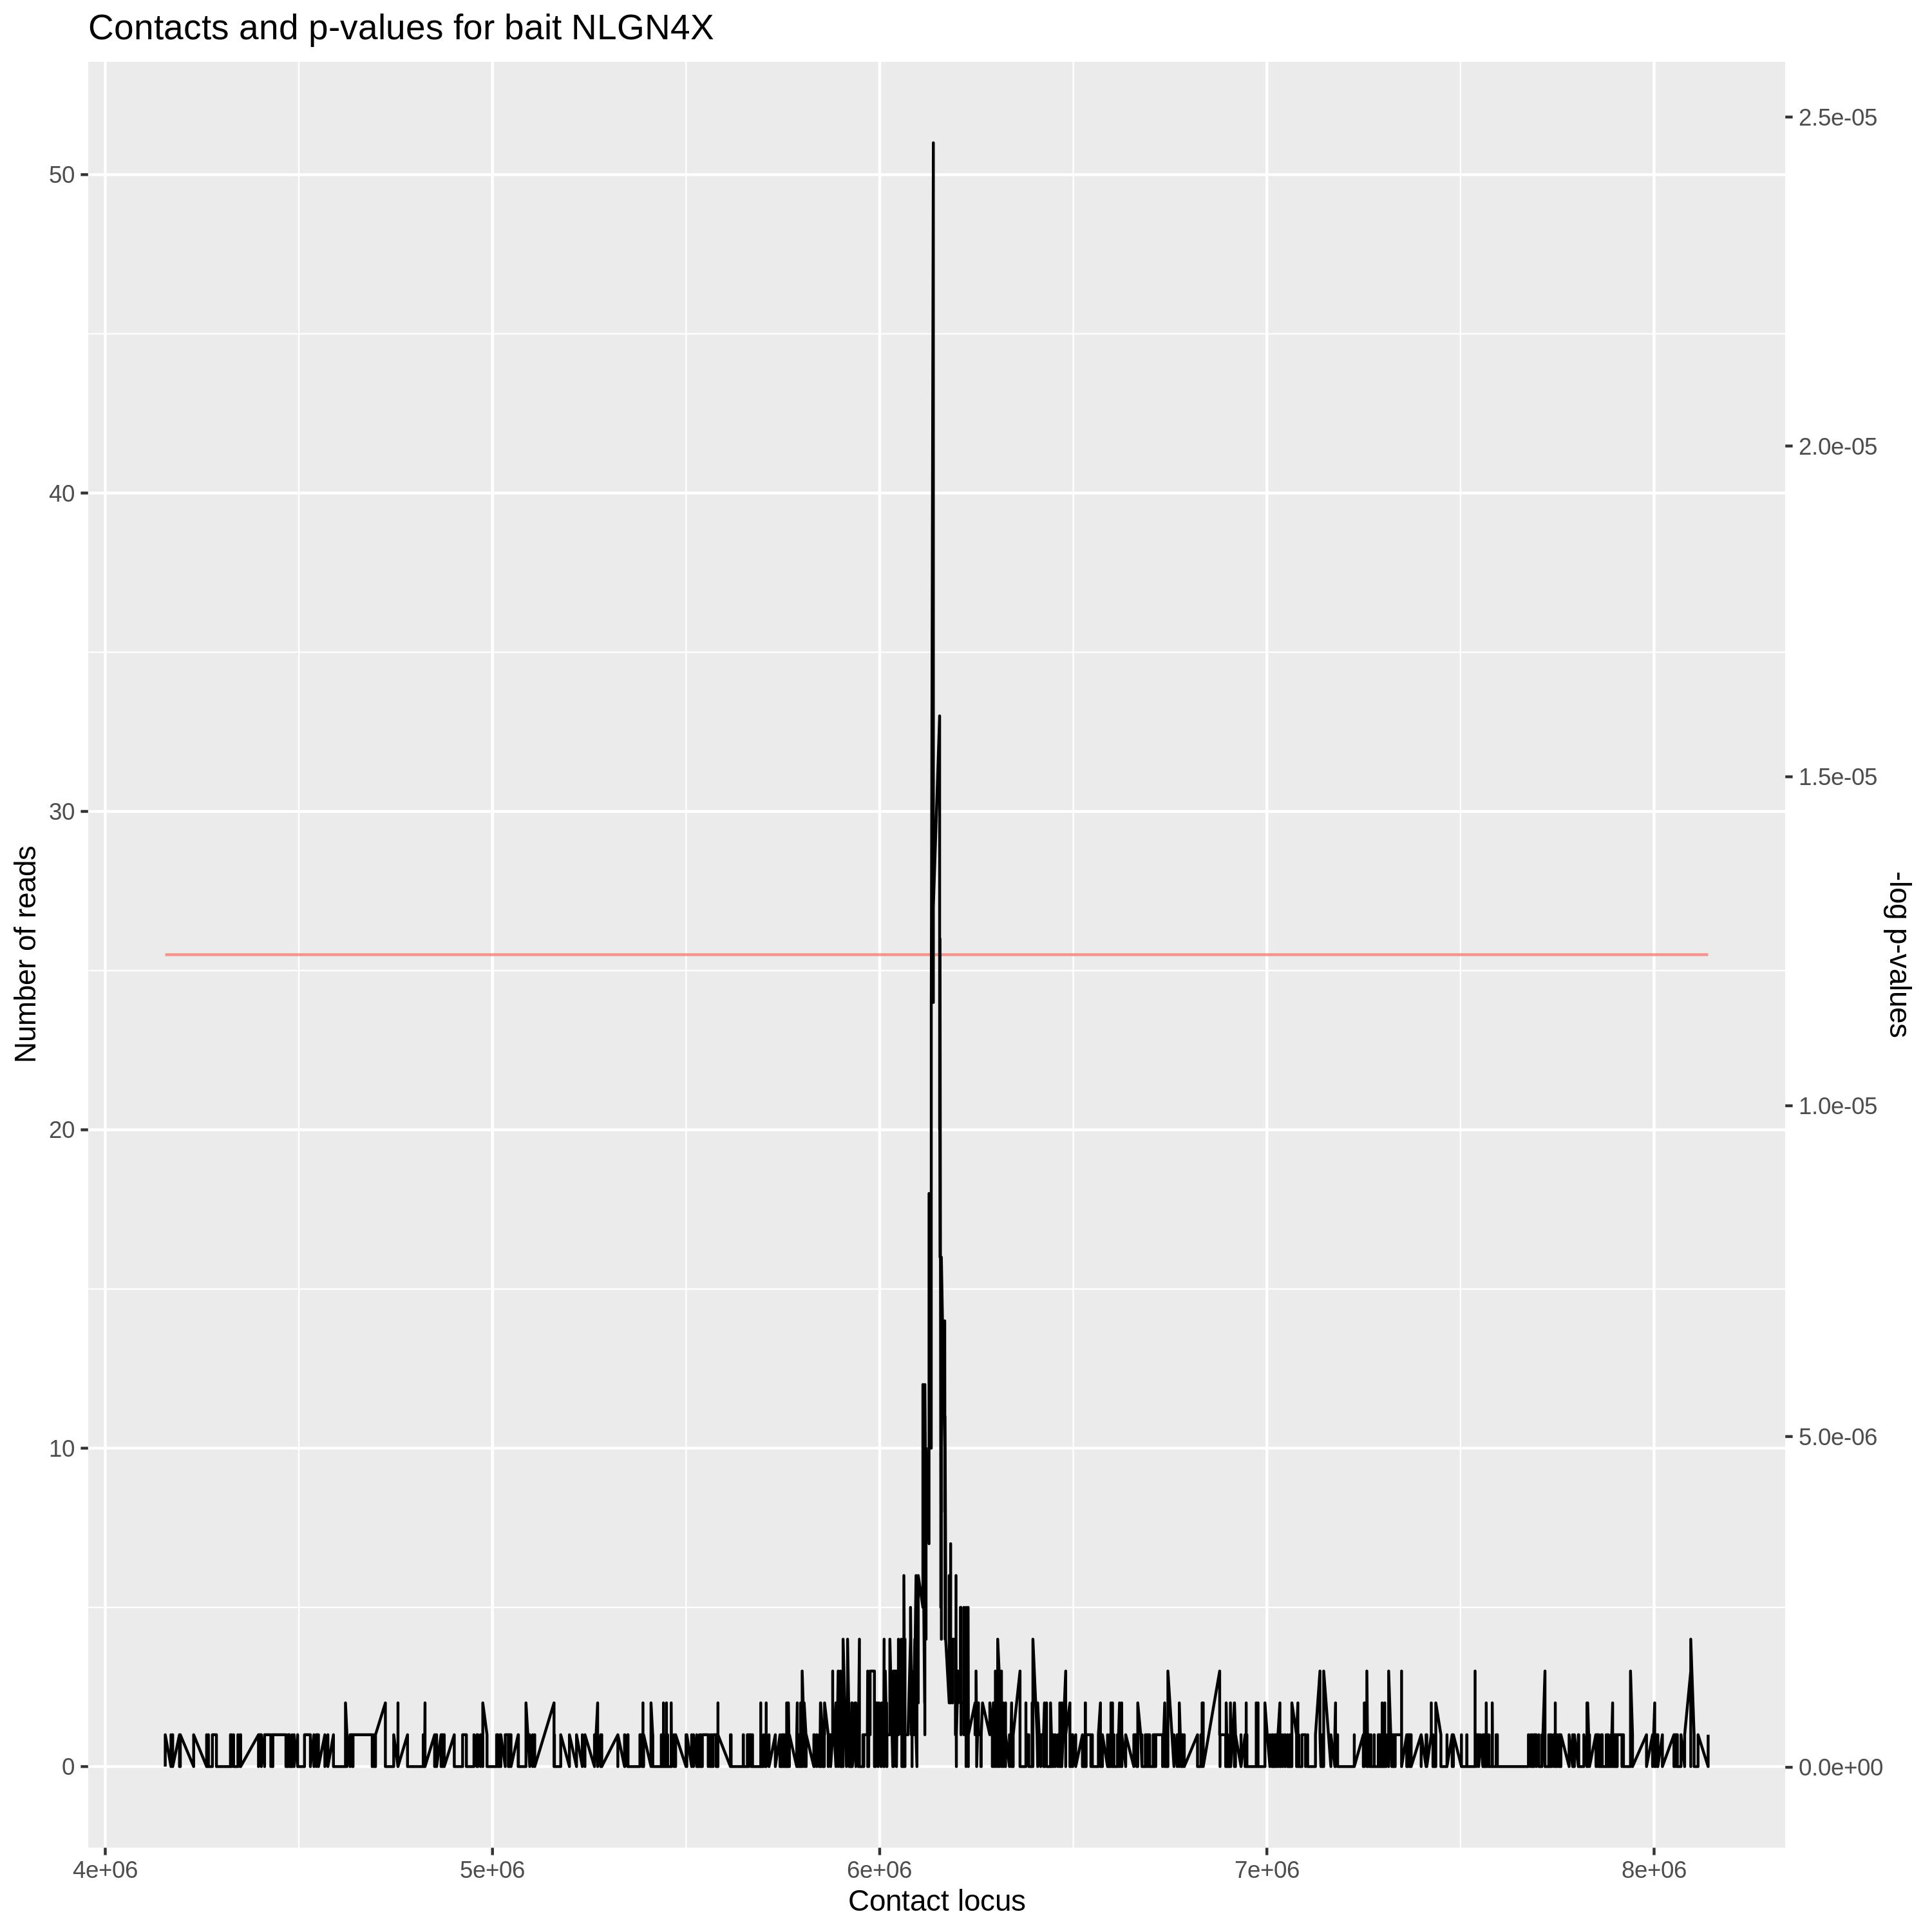 Contacts and p-values for bait NLGN4X
50
40
30
20
10
0
Number of reads
2.5e-05
2.0e-05
1.5e-05
1.0e-05
5.0e-06
0.0e+00
-log p-values
4e+06
5e+06
6e+06
7e+06
8e+06
Contact locus